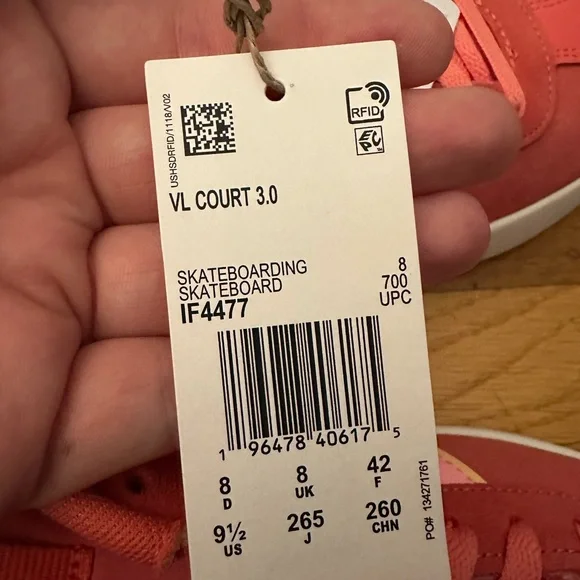 USHSDRFID/1118/V02
RFID
EPC
VL COURT 3.0
SKATEBOARDING
SKATEBOARD
IF4477
8
700
UPC
1 96478 40617 5
8 8 42
D UK F
9½ 265 260
US J CHN
PO# 134271761